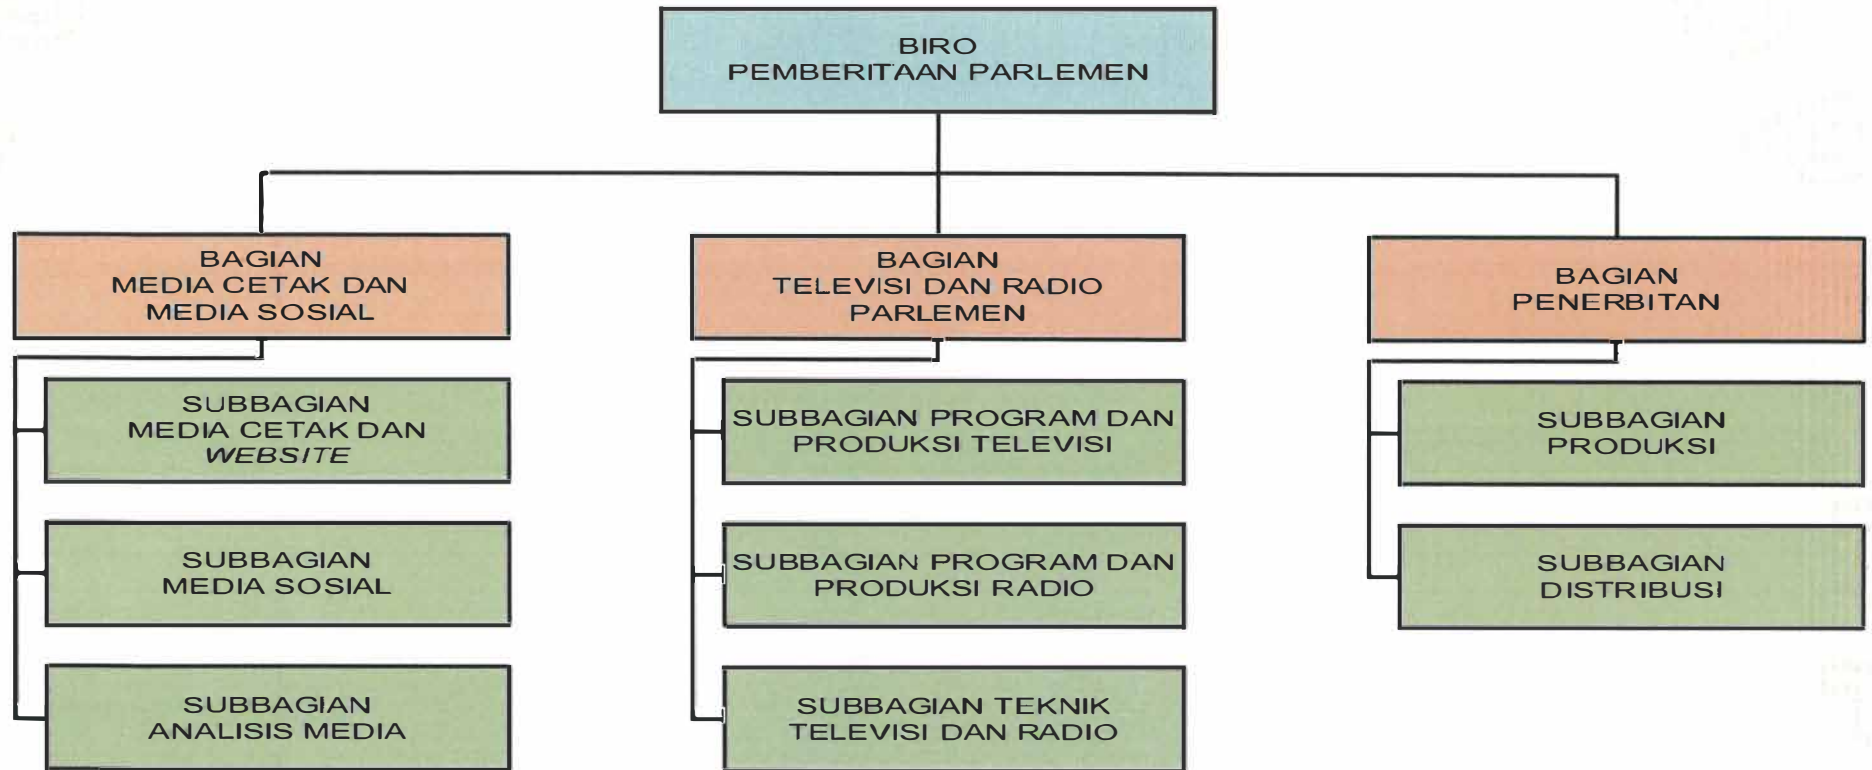 BIRO
PEMBERITAAN PARLEMEN
BAGIAN
MEDIA CETAK DAN
MEDIA SOSIAL
SUBBAGIAN
MEDIA CETAK DAN
WEBSITE
SUBBAGIAN
MEDIA SOSIAL
SUBBAGIAN
ANALISIS MEDIA
BAGIAN
TELEVISI DAN RADIO
PARLEMEN
SUBBAGIAN PROGRAM DAN
PRODUKSI TELEVISI
SUBBAGIAN PROGRAM DAN
PRODUKSI RADIO
SUBBAGIAN TEKNIK
TELEVISI DAN RADIO
BAGIAN
PENERBITAN
SUBBAGIAN
PRODUKSI
SUBBAGIAN
DISTRIBUSI